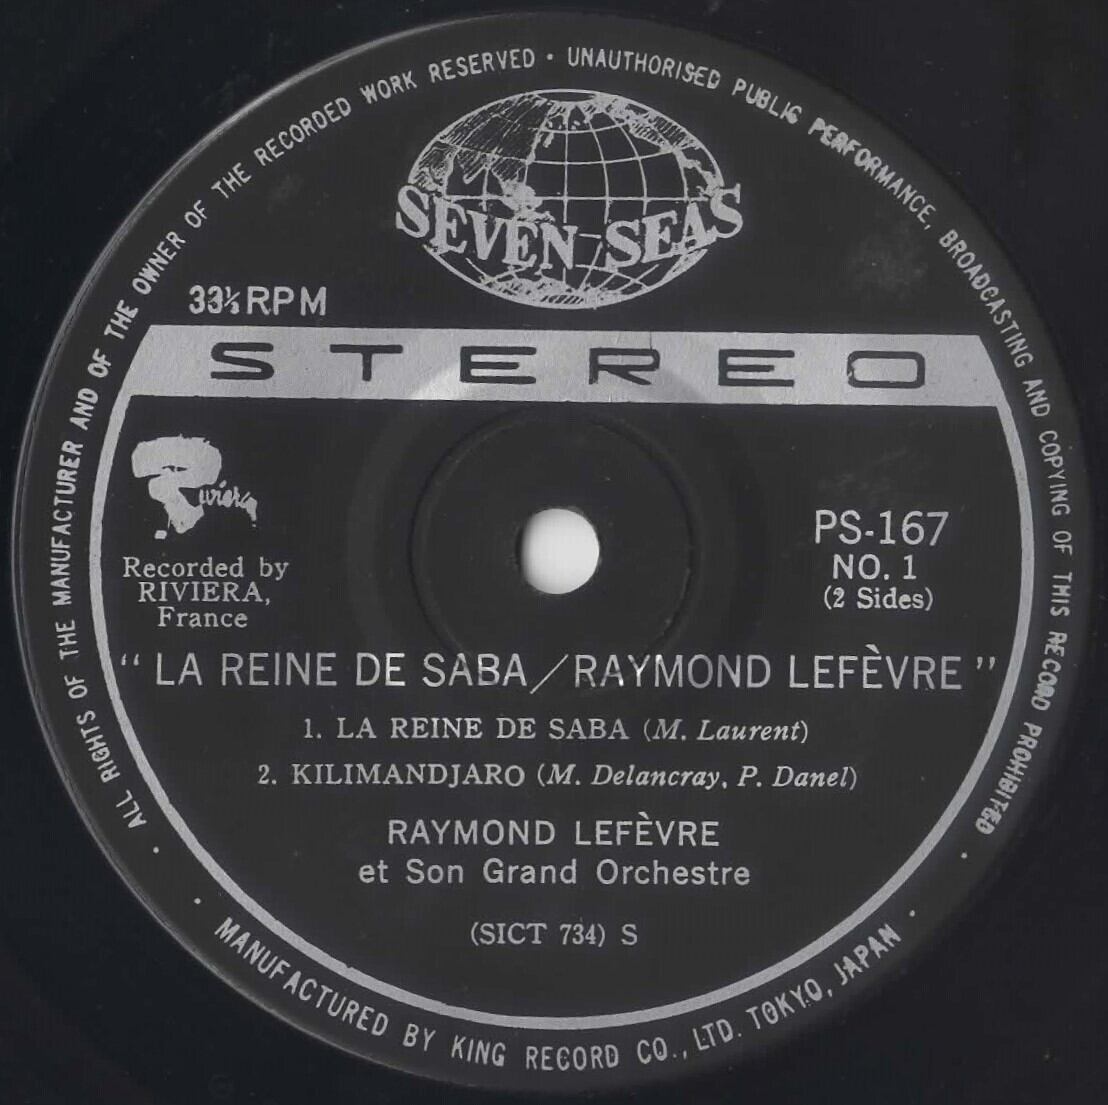 ALL RIGHTS OF THE MANUFACTURER AND OF THE OWNER OF THE RECORDED WORK RESERVED · UNAUTHORISED PUBLIC PERFORMANCE, BROADCASTING AND COPYING OF THIS RECORD PROHIBITED
SEVEN SEAS
33⅓ RPM
STEREO
Riviera
Recorded by
RIVIERA,
France
PS-167
NO. 1
(2 Sides)
“ LA REINE DE SABA / RAYMOND LEFÈVRE ”
1. LA REINE DE SABA (M. Laurent)
2. KILIMANDJARO (M. Delancray, P. Danel)
RAYMOND LEFÈVRE
et Son Grand Orchestre
(SICT 734) S
MANUFACTURED BY KING RECORD CO., LTD. TOKYO, JAPAN